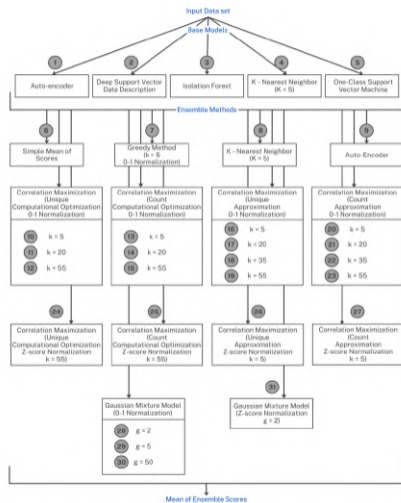 Input Data set
Base Models
1
2
3
4
5
Auto-encoder
Deep Support Vector
Data Description
Isolation Forest
K - Nearest Neighbor
(K = 5)
One-Class Support
Vector Machine
Ensemble Methods
6
7
8
9
Simple Mean of
Scores
Greedy Method
(k = 5
0-1 Normalization)
K - Nearest Neighbor
(K = 5)
Auto-Encoder
Correlation Maximization
(Unique
Computational Optimization
0-1 Normalization)
10 k = 5
11 k = 20
12 k = 55
Correlation Maximization
(Count
Computational Optimization
0-1 Normalization)
13 k = 5
14 k = 20
15 k = 55
Correlation Maximization
(Unique
Approximation
0-1 Normalization)
16 k = 5
17 k = 20
18 k = 35
19 k = 55
Correlation Maximization
(Count
Approximation
0-1 Normalization)
20 k = 5
21 k = 20
22 k = 35
23 k = 55
24
25
26
27
Correlation Maximization
(Unique
Computational Optimization
Z-score Normalization
k = 55)
Correlation Maximization
(Count
Computational Optimization
Z-score Normalization
k = 55)
Correlation Maximization
(Unique
Approximation
Z-score Normalization
k = 5)
Correlation Maximization
(Count
Approximation
Z-score Normalization
k = 5)
31
Gaussian Mixture Model
(0-1 Normalization)
28 g = 2
29 g = 5
30 g = 50
Gaussian Mixture Model
(Z-score Normalization
g = 2)
Mean of Ensemble Scores